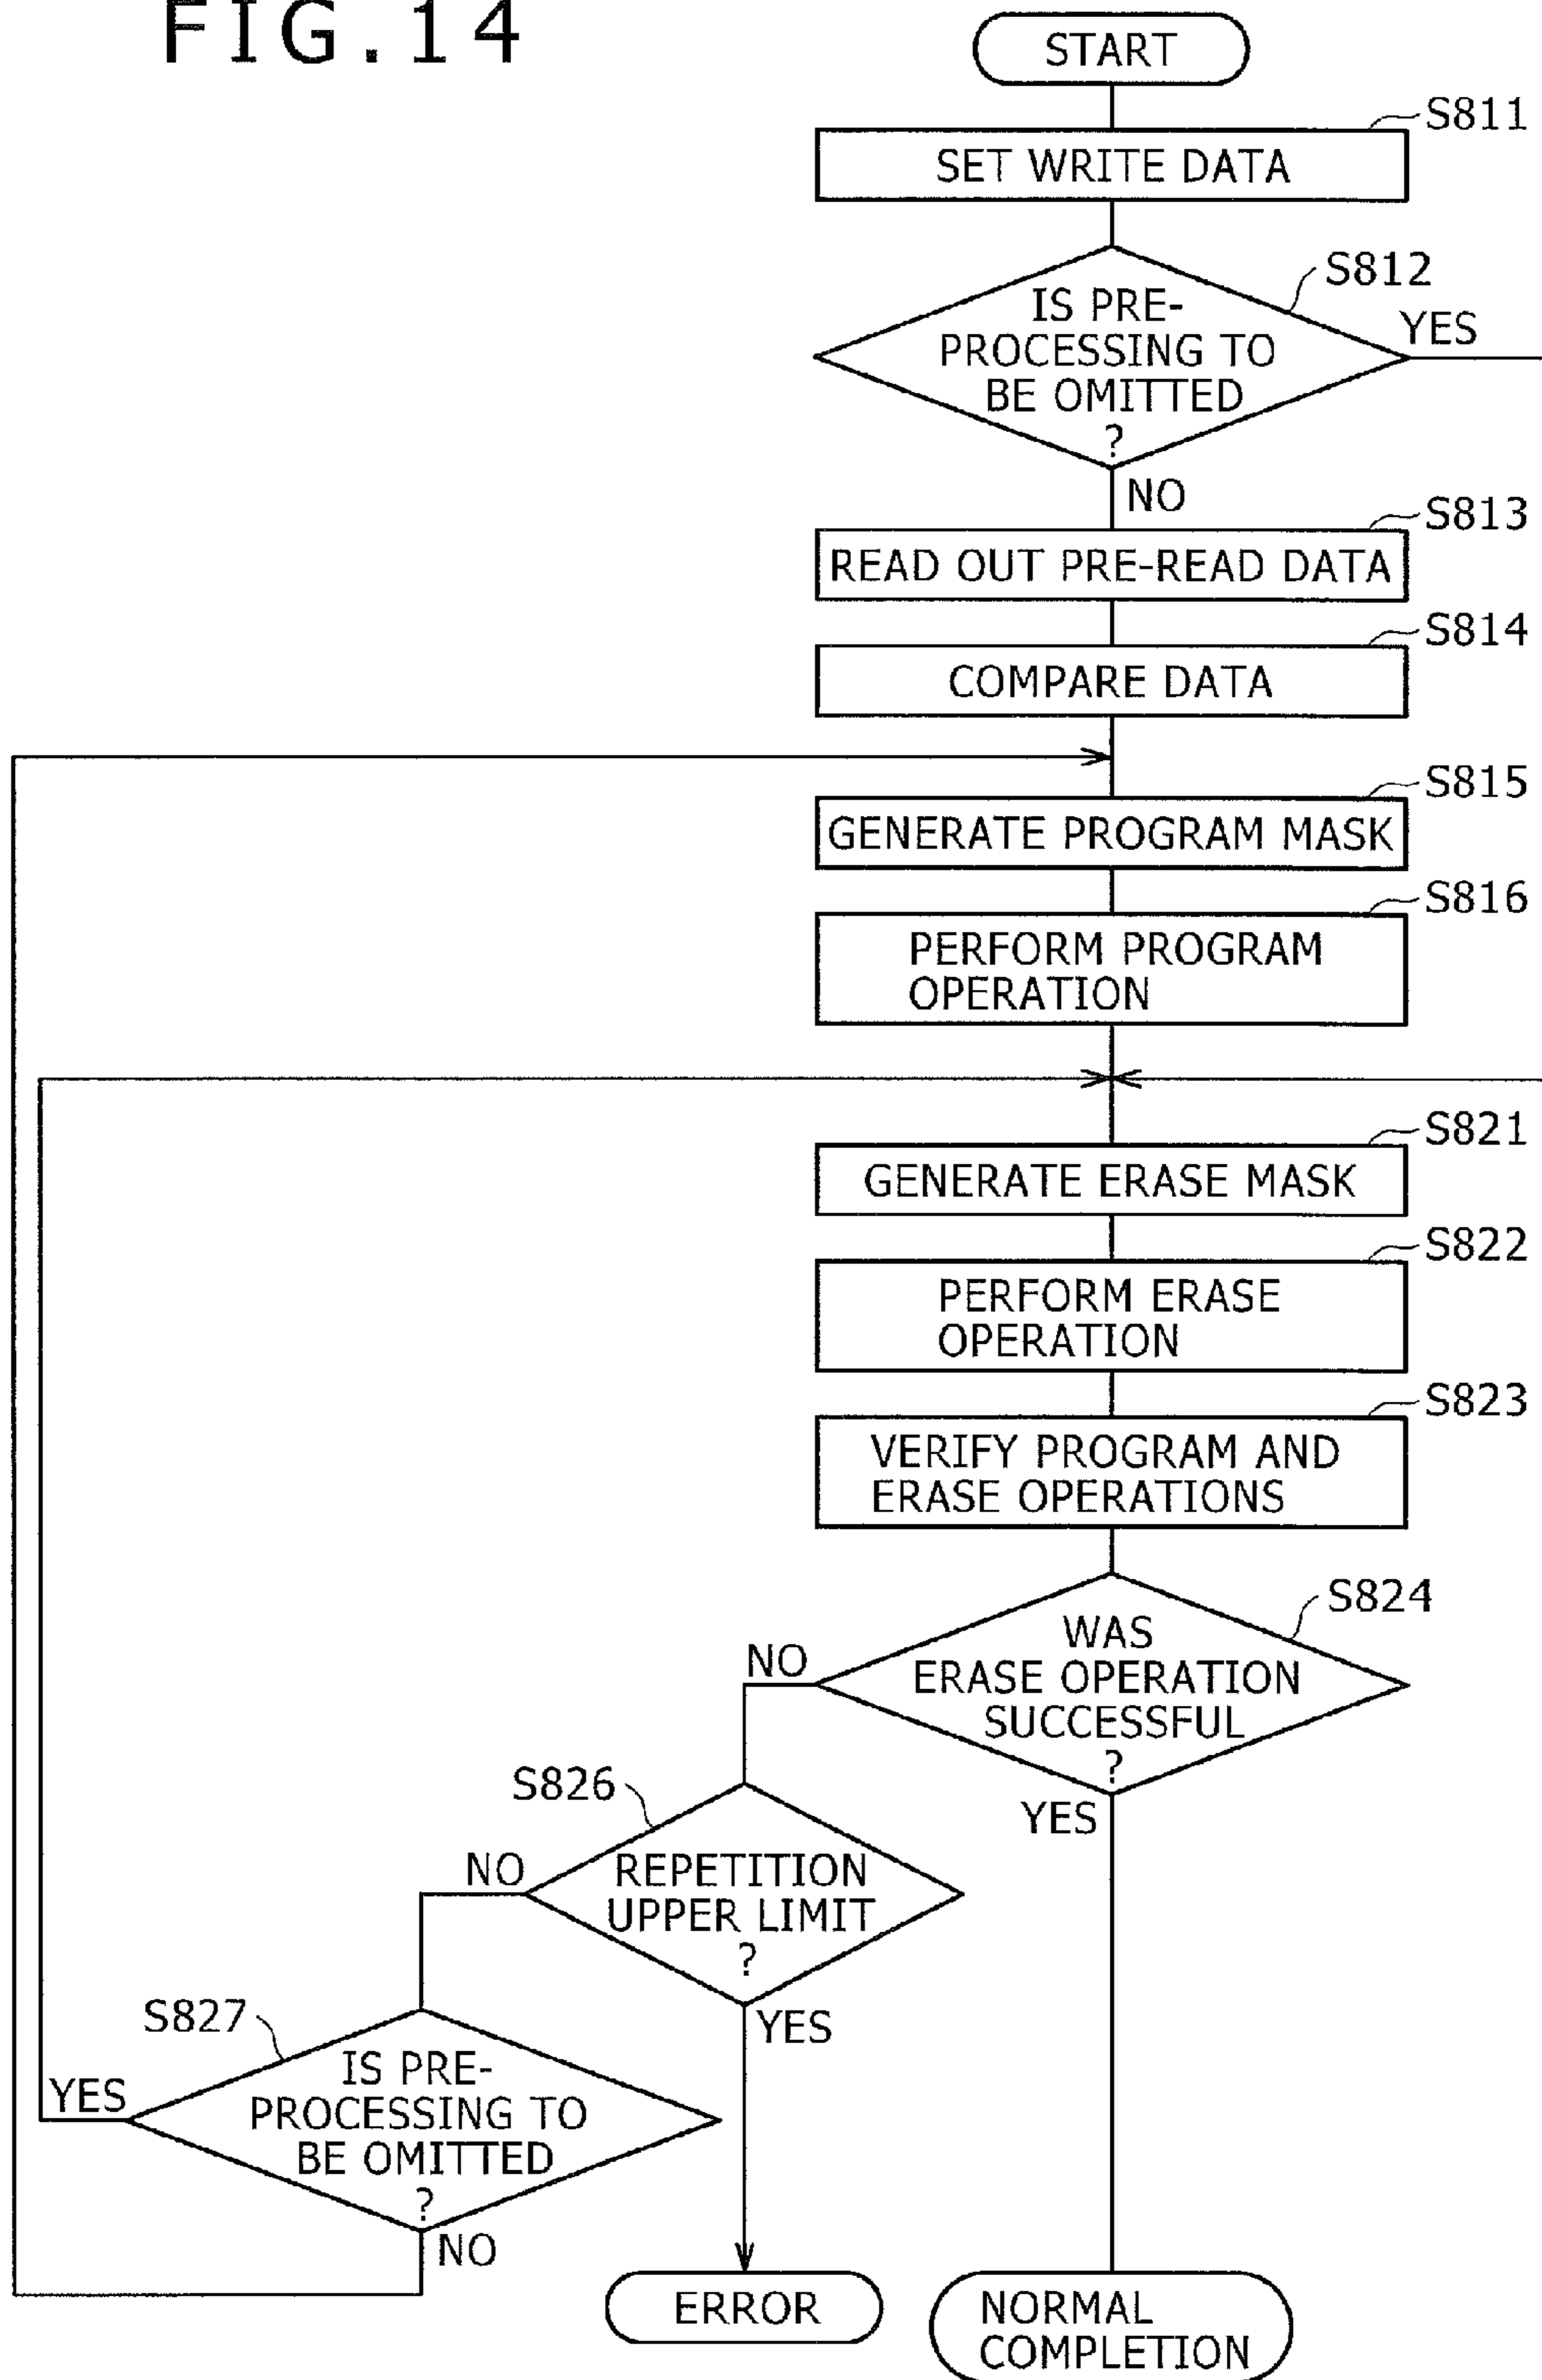 FIG.14
START
S811
SET WRITE DATA
S812
IS PRE-
PROCESSING TO
BE OMITTED
?
YES
NO
S813
READ OUT PRE-READ DATA
S814
COMPARE DATA
S815
GENERATE PROGRAM MASK
S816
PERFORM PROGRAM
OPERATION
S821
GENERATE ERASE MASK
S822
PERFORM ERASE
OPERATION
S823
VERIFY PROGRAM AND
ERASE OPERATIONS
S824
WAS
ERASE OPERATION
SUCCESSFUL
?
NO
YES
S826
REPETITION
UPPER LIMIT
?
NO
YES
S827
IS PRE-
PROCESSING TO
BE OMITTED
?
YES
NO
ERROR
NORMAL
COMPLETION